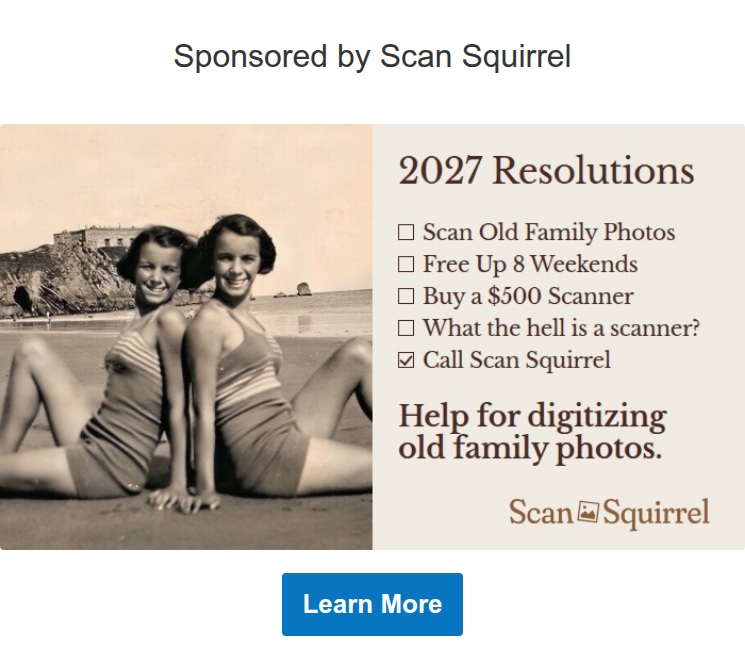 Sponsored by Scan Squirrel
2027 Resolutions
☐ Scan Old Family Photos
☐ Free Up 8 Weekends
☐ Buy a $500 Scanner
☐ What the hell is a scanner?
☑ Call Scan Squirrel
Help for digitizing
old family photos.
Scan Squirrel
Learn More